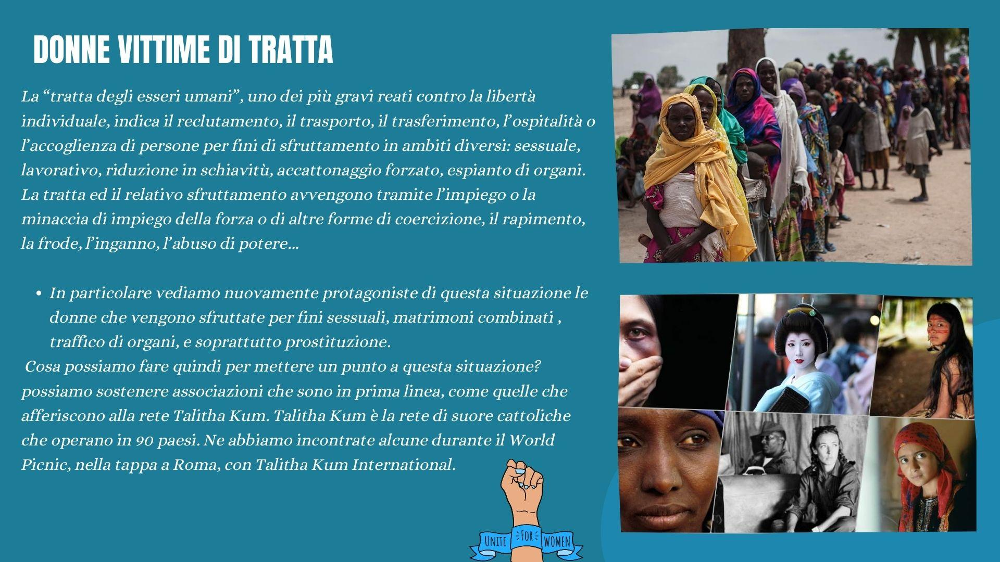 DONNE VITTIME DI TRATTA
La “tratta degli esseri umani”, uno dei più gravi reati contro la libertà
individuale, indica il reclutamento, il trasporto, il trasferimento, l’ospitalità o
l’accoglienza di persone per fini di sfruttamento in ambiti diversi: sessuale,
lavorativo, riduzione in schiavitù, accattonaggio forzato, espianto di organi.
La tratta ed il relativo sfruttamento avvengono tramite l’impiego o la
minaccia di impiego della forza o di altre forme di coercizione, il rapimento,
la frode, l’inganno, l’abuso di potere...
• In particolare vediamo nuovamente protagoniste di questa situazione le
donne che vengono sfruttate per fini sessuali, matrimoni combinati ,
traffico di organi, e soprattutto prostituzione.
Cosa possiamo fare quindi per mettere un punto a questa situazione?
possiamo sostenere associazioni che sono in prima linea, come quelle che
afferiscono alla rete Talitha Kum. Talitha Kum è la rete di suore cattoliche
che operano in 90 paesi. Ne abbiamo incontrate alcune durante il World
Picnic, nella tappa a Roma, con Talitha Kum International.
UNITE FOR WOMEN